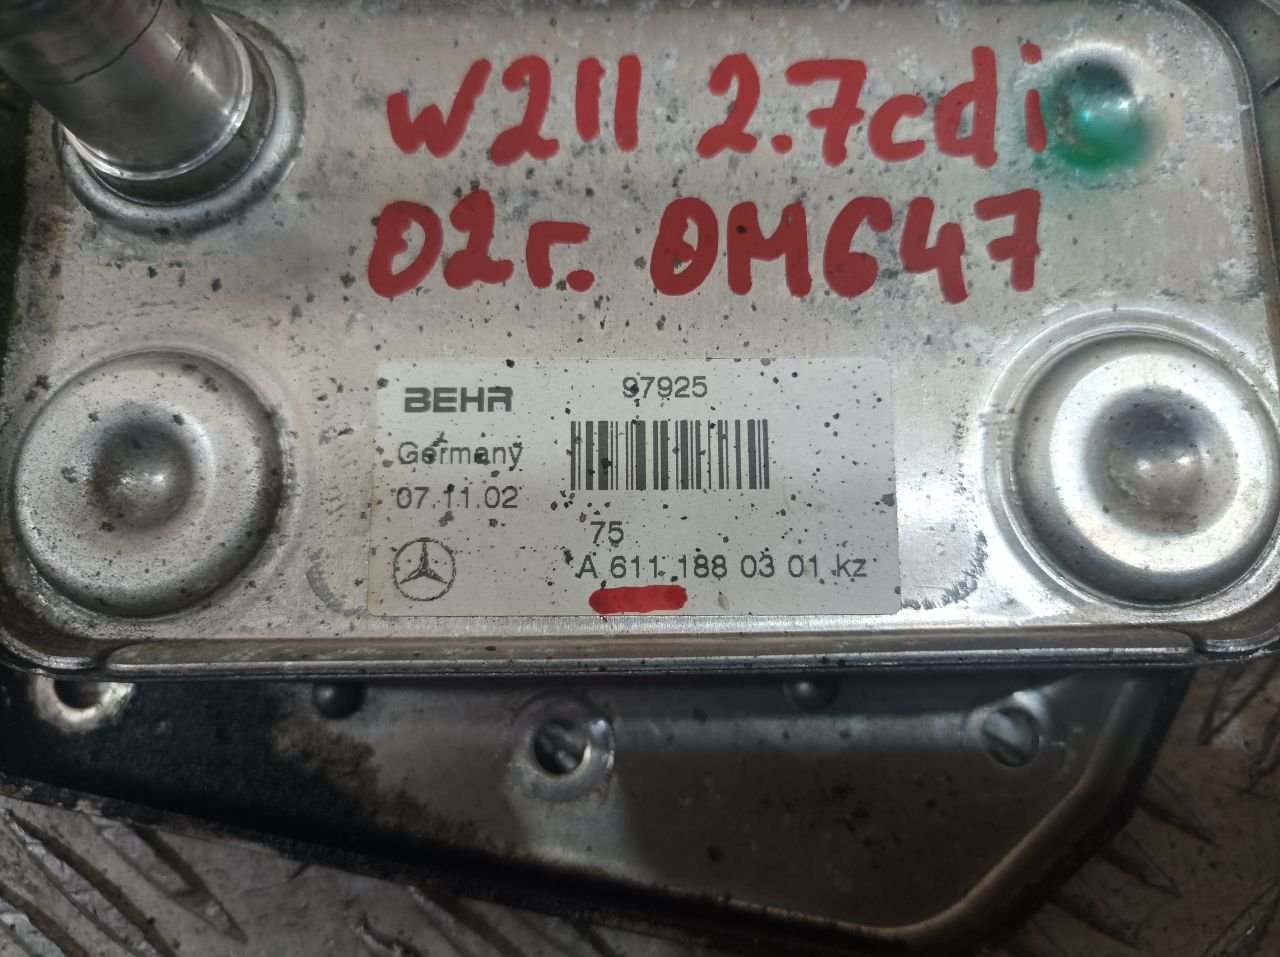 W211 2.7cdi
02г. OM647
BEHR 97925
Germany
07.11.02
75
A 611 188 03 01 kz